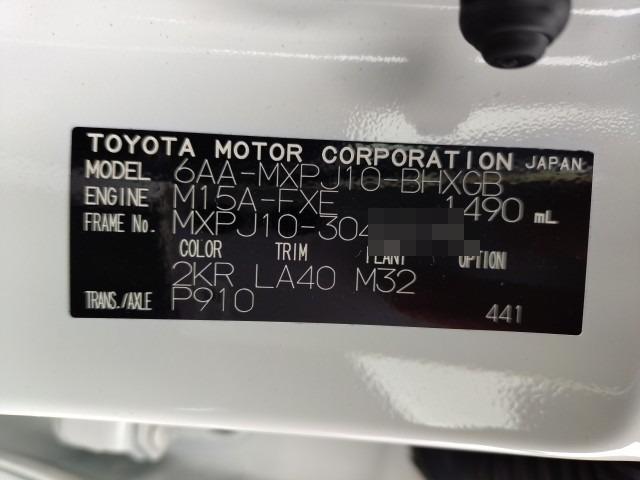 TOYOTA MOTOR CORPORATION JAPAN
MODEL 6AA-MXPJ10-BHXGB
ENGINE M15A-FXE 1490 mL
FRAME No. MXPJ10-304
COLOR TRIM PLANT OPTION
2KR LA40 M32
TRANS./AXLE P910 441